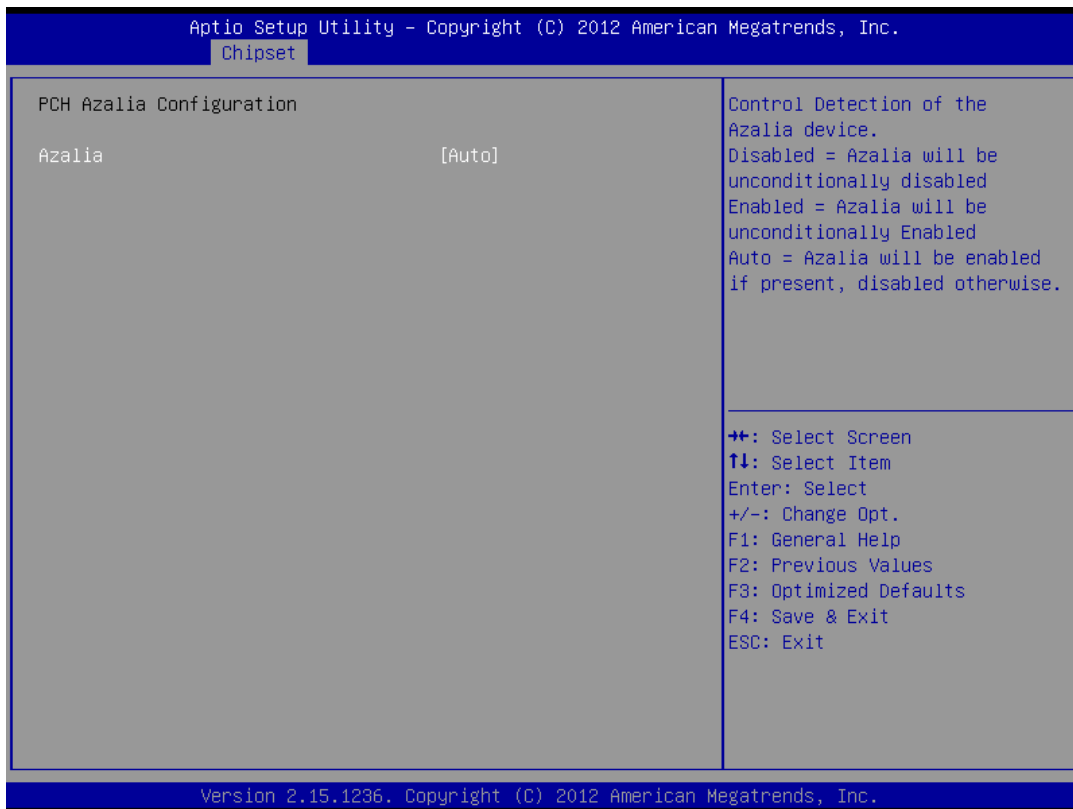 Aptio Setup Utility – Copyright (C) 2012 American Megatrends, Inc.
Chipset
PCH Azalia Configuration
Azalia [Auto]
Control Detection of the
Azalia device.
Disabled = Azalia will be
unconditionally disabled
Enabled = Azalia will be
unconditionally Enabled
Auto = Azalia will be enabled
if present, disabled otherwise.
→←: Select Screen
↑↓: Select Item
Enter: Select
+/-: Change Opt.
F1: General Help
F2: Previous Values
F3: Optimized Defaults
F4: Save & Exit
ESC: Exit
Version 2.15.1236. Copyright (C) 2012 American Megatrends, Inc.